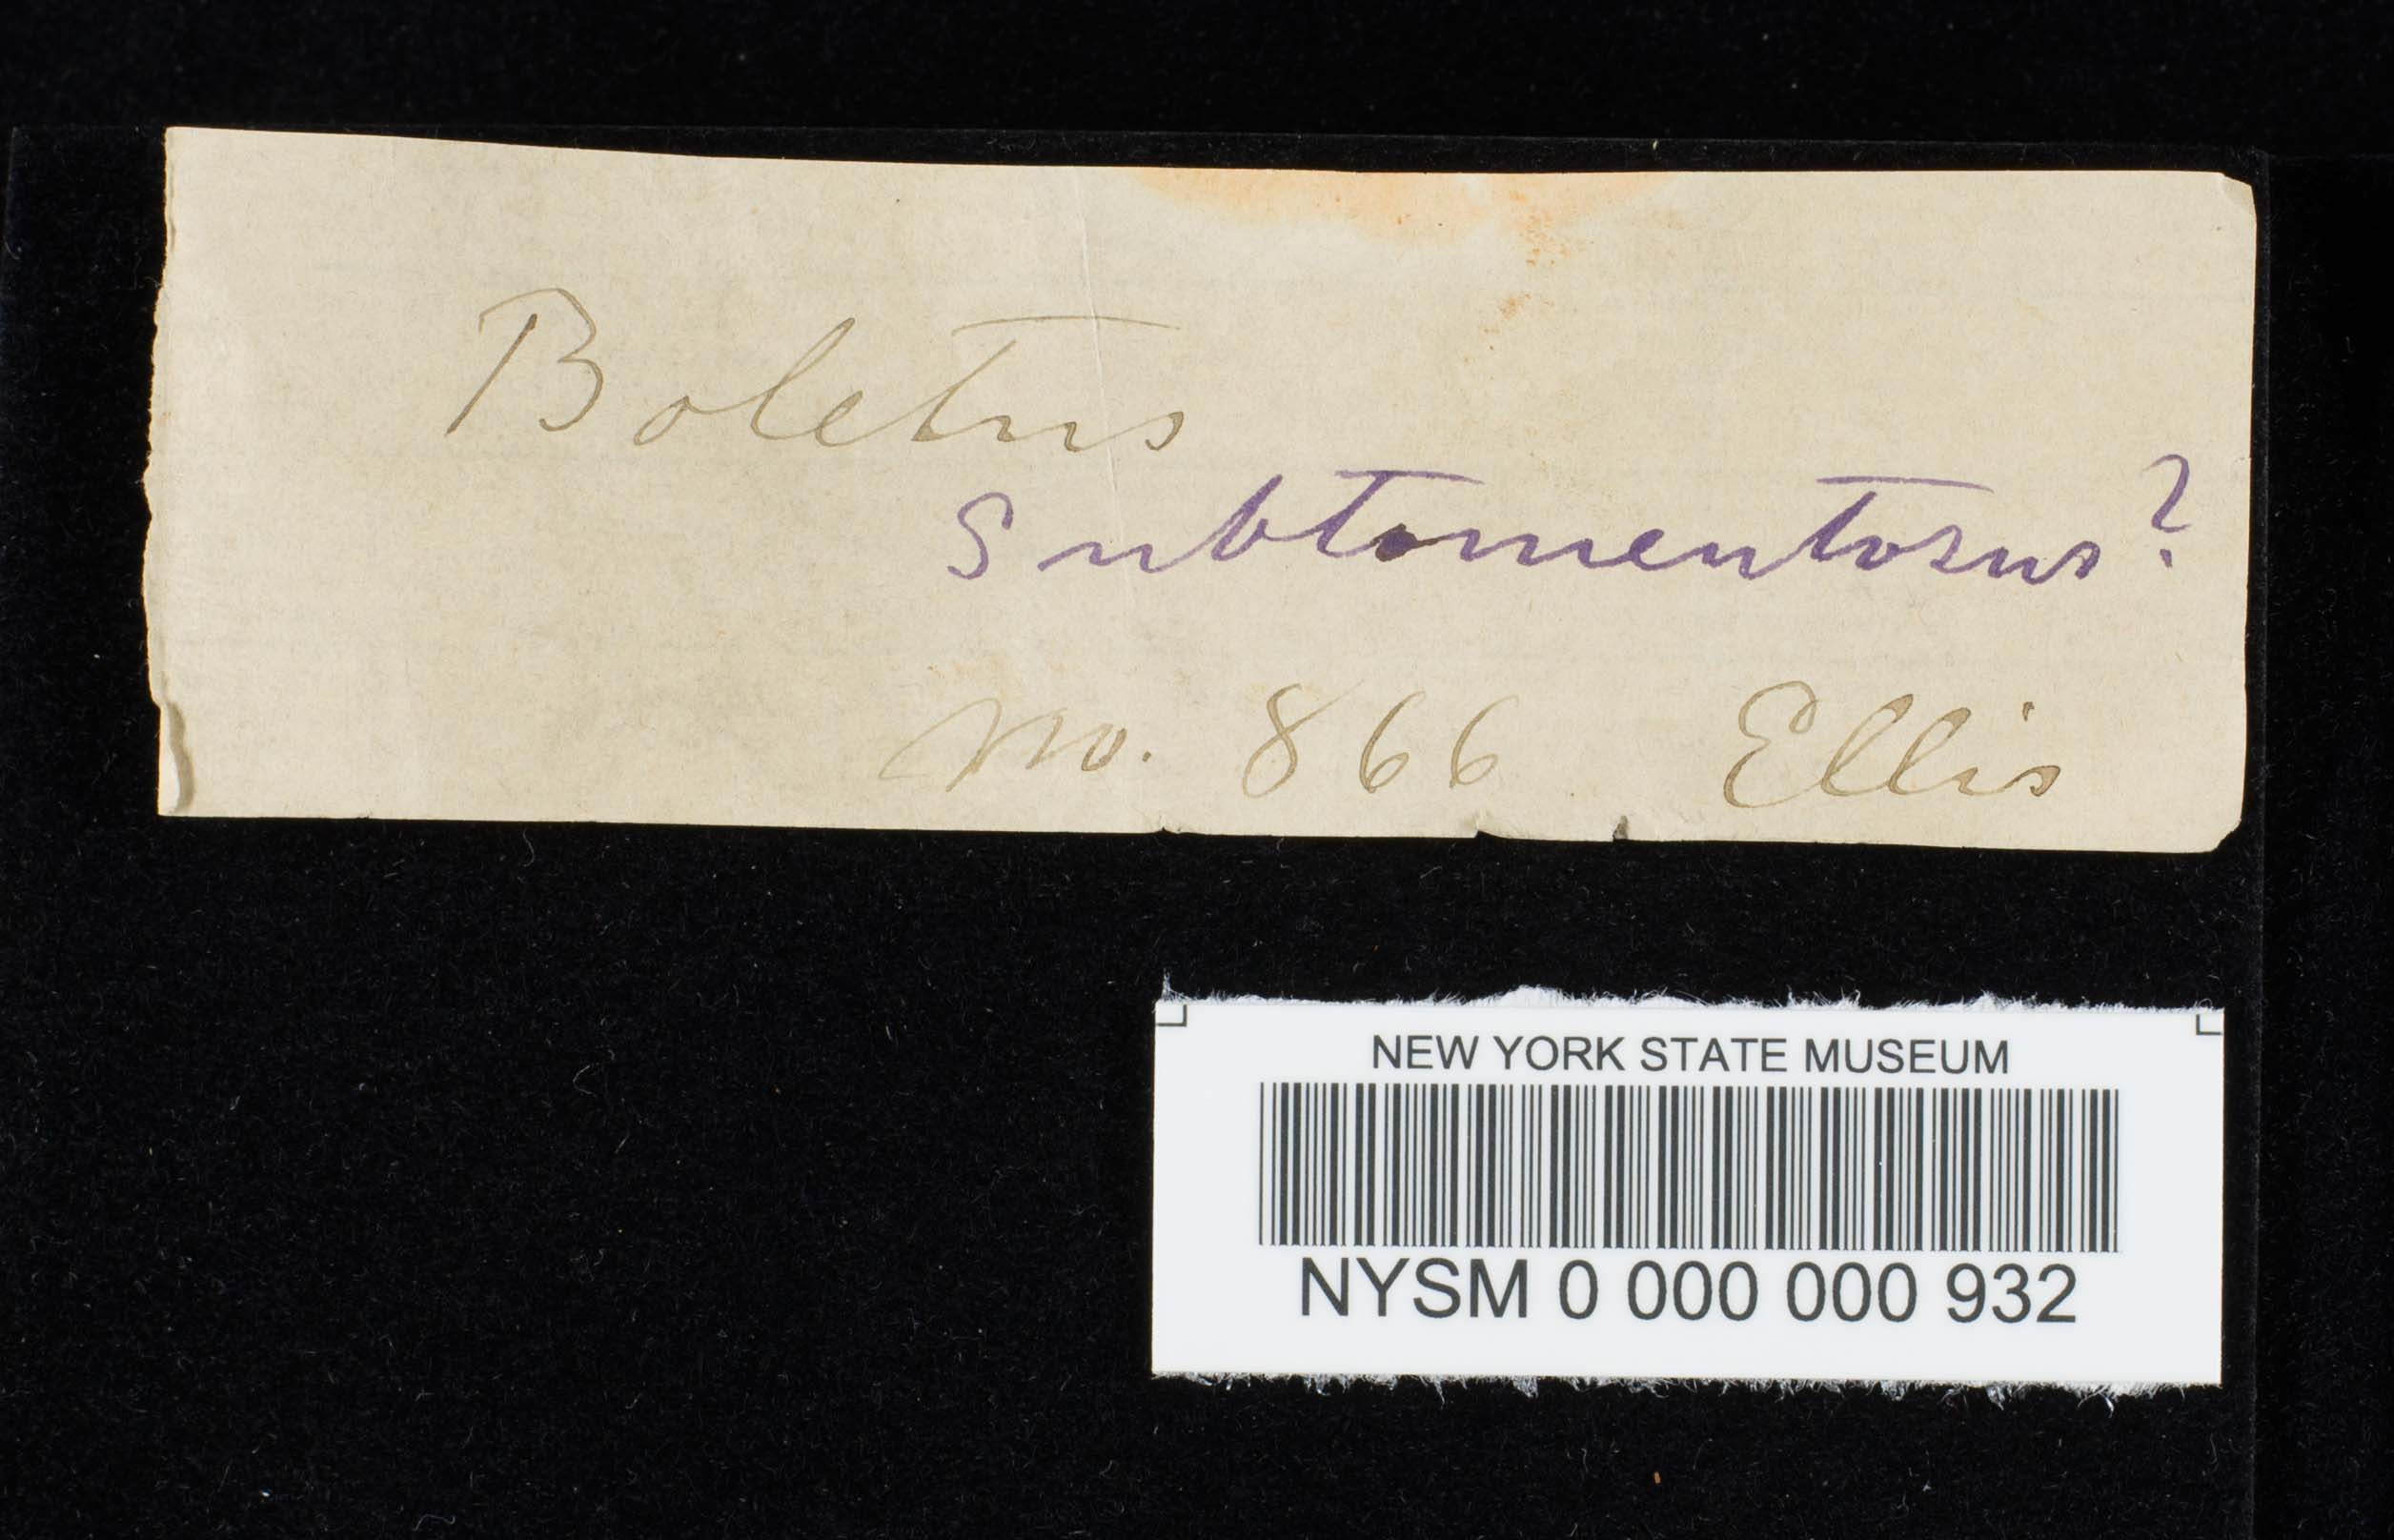 Boletus
Subtomentosus?
No. 866 Ellis
NEW YORK STATE MUSEUM
NYSM 0 000 000 932